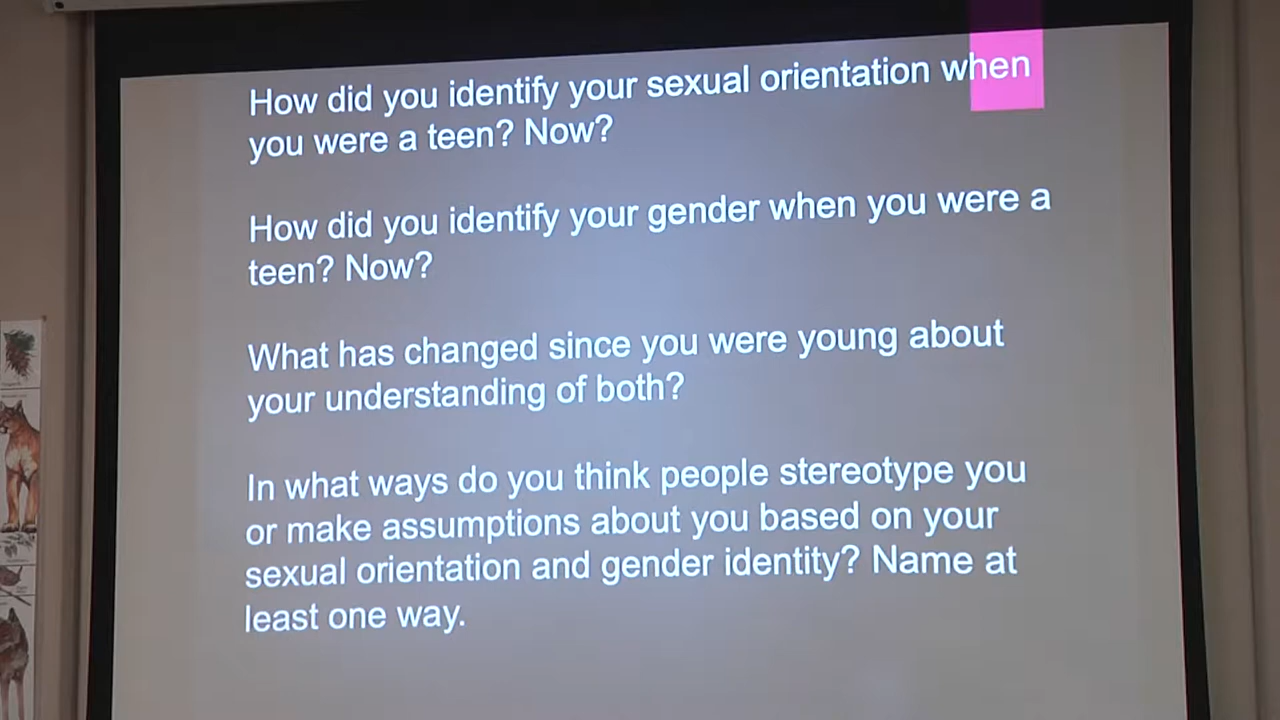 How did you identify your sexual orientation when
you were a teen? Now?
How did you identify your gender when you were a
teen? Now?
What has changed since you were young about
your understanding of both?
In what ways do you think people stereotype you
or make assumptions about you based on your
sexual orientation and gender identity? Name at
least one way.